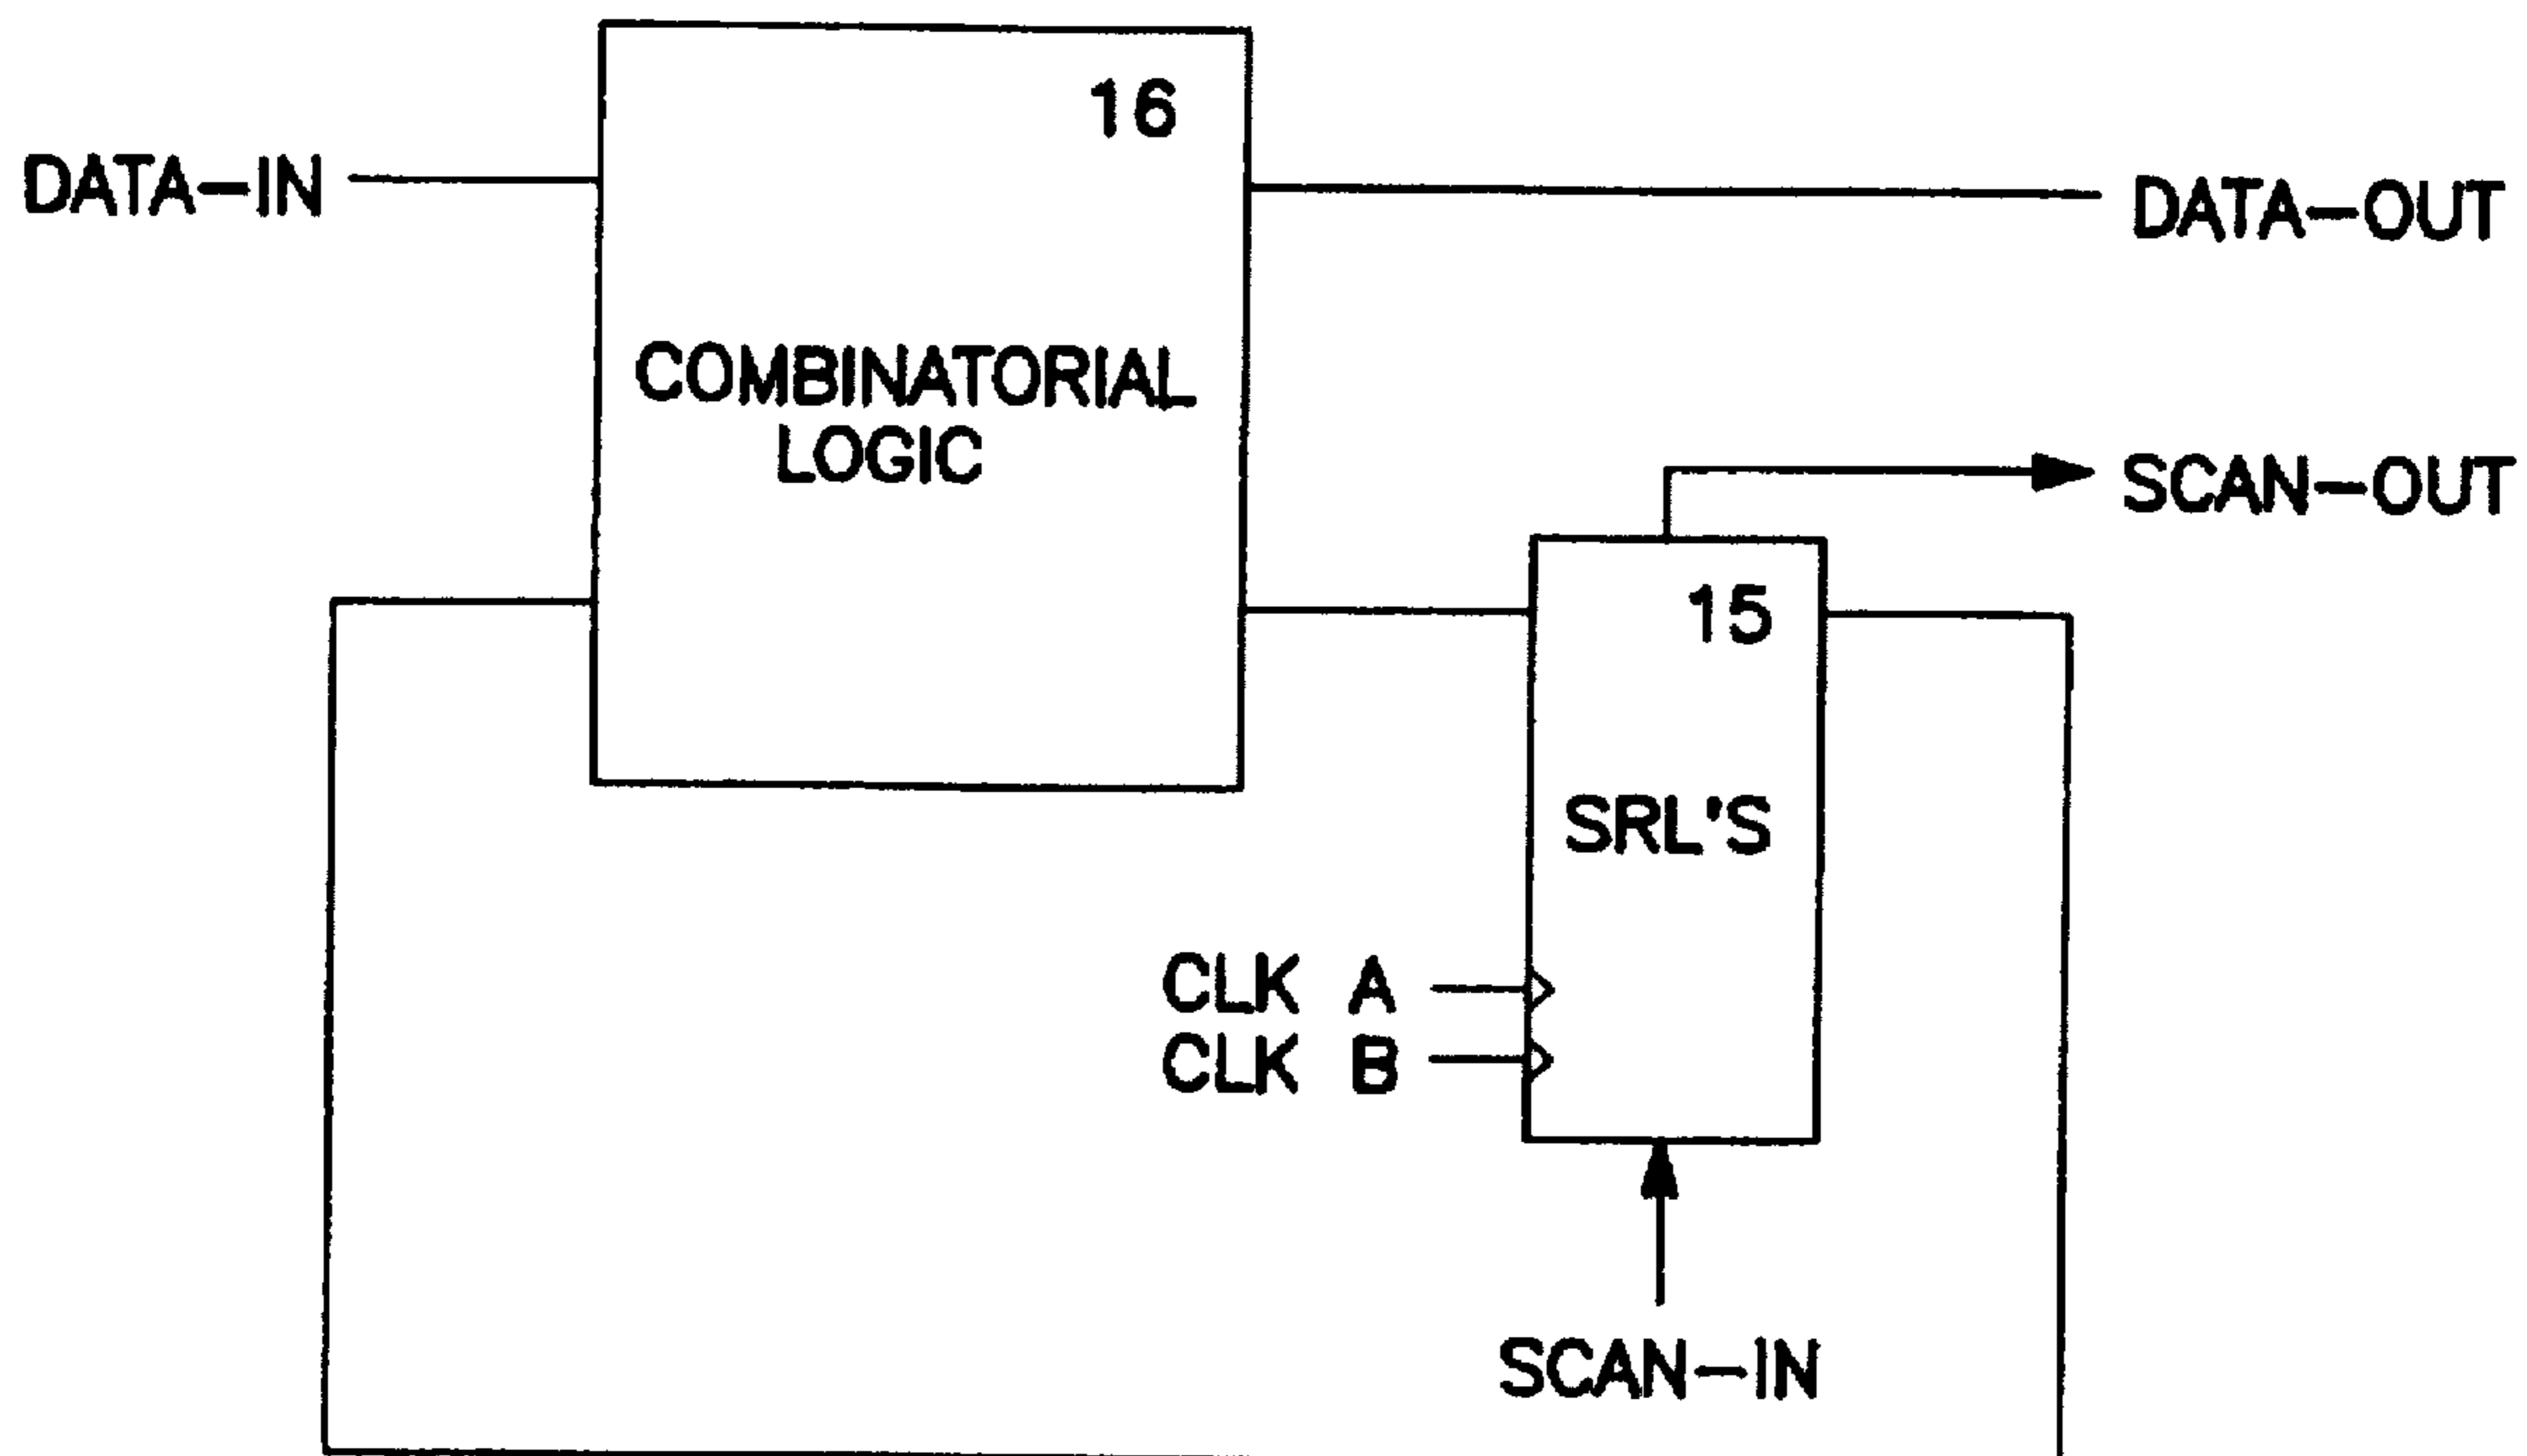 16
DATA-IN
DATA-OUT
COMBINATORIAL
LOGIC
SCAN-OUT
15
SRL'S
CLK A
CLK B
SCAN-IN